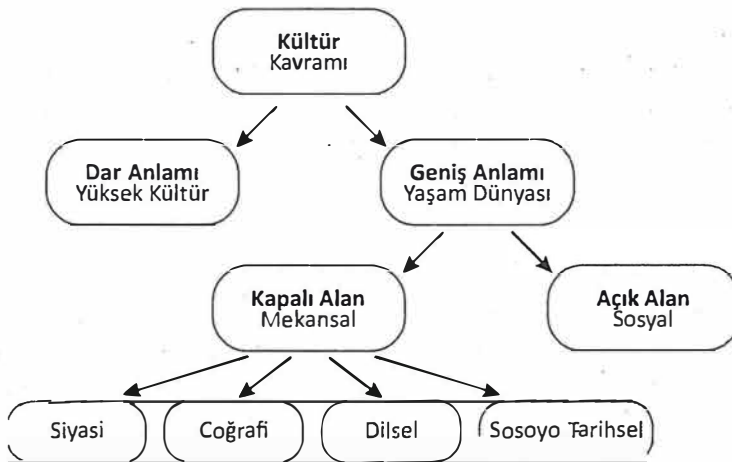 Kültür
Kavramı
Dar Anlamı
Yüksek Kültür
Geniş Anlamı
Yaşam Dünyası
Kapalı Alan
Mekansal
Açık Alan
Sosyal
Siyasi
Coğrafi
Dilsel
Sosoyo Tarihsel